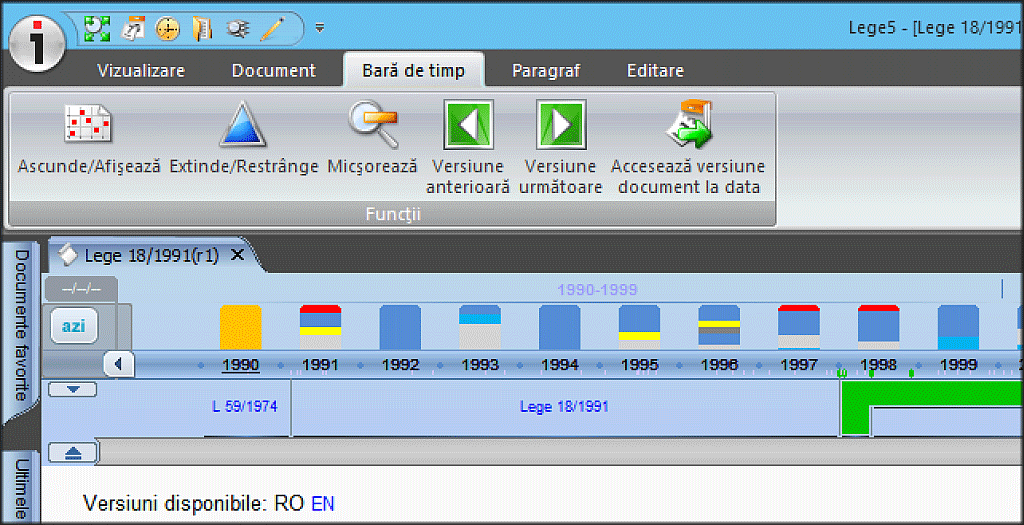 Lege5 - [Lege 18/1991
Vizualizare Document Bară de timp Paragraf Editare
Ascunde/Afişează Extinde/Restrânge Micşorează Versiune anterioară Versiune următoare Accesează versiune document la data
Funcţii
Documente favorite
Lege 18/1991(r1)
--/--/--
1990-1999
azi
1990 1991 1992 1993 1994 1995 1996 1997 1998 1999
L 59/1974 Lege 18/1991
Ultimele
Versiuni disponibile: RO EN